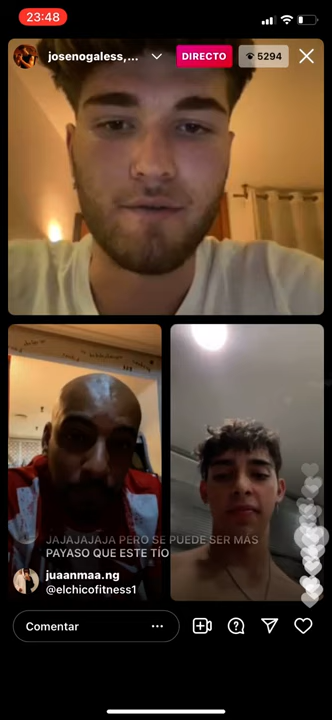 23:48
josenogaless,...
DIRECTO
5294
JAJAJAJAJA PERO SE PUEDE SER MÁS
PAYASO QUE ESTE TÍO
juaanmaa.ng
@elchicofitness1
Comentar